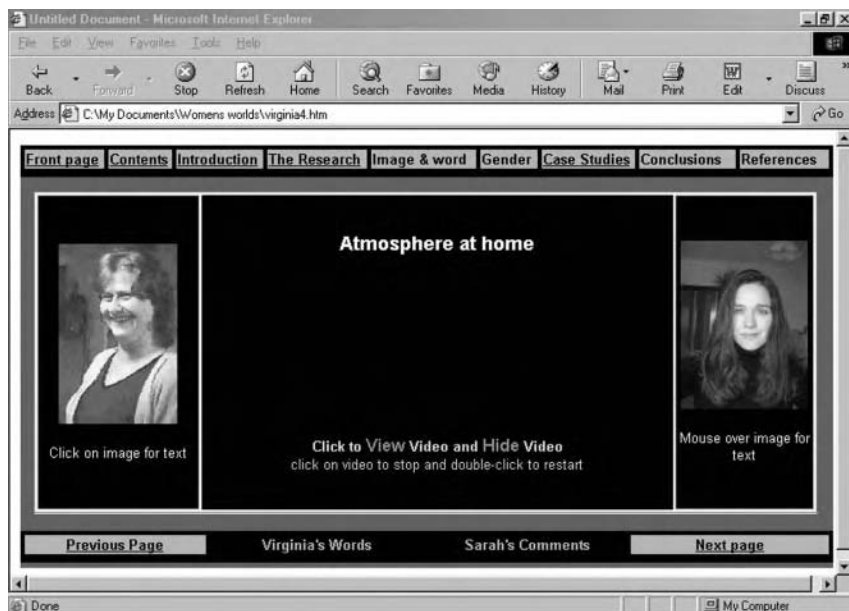 Untitled Document - Microsoft Internet Explorer
File Edit View Favorites Tools Help
Back Forward Stop Refresh Home Search Favorites Media History Mail Print Edit Discuss
Address C:\My Documents\Womens worlds\virginia4.htm Go
Front page Contents Introduction The Research Image & word Gender Case Studies Conclusions References
Atmosphere at home
Click on image for text
Click to View Video and Hide Video
click on video to stop and double-click to restart
Mouse over image for
text
Previous Page Virginia's Words Sarah's Comments Next page
Done My Computer